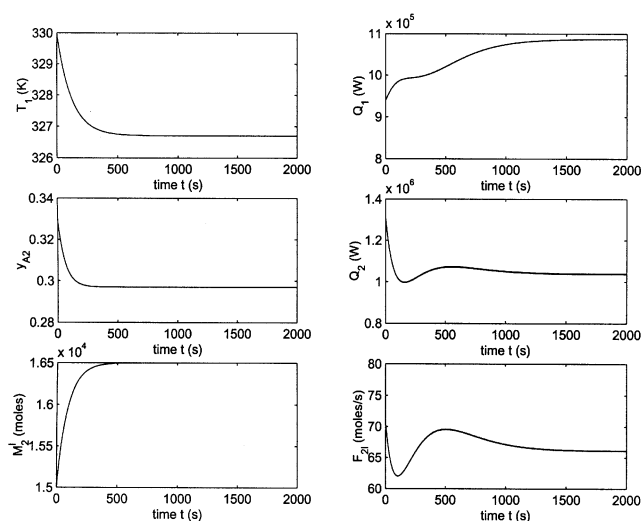 330
329
328
327
326
T1 (K)
0 500 1000 1500 2000
time t (s)
x 10^5
11
10
9
8
Q1 (W)
0 500 1000 1500 2000
time t (s)
0.34
0.32
0.3
0.28
yA2
0 500 1000 1500 2000
time t (s)
x 10^6
1.4
1.2
1
0.8
Q2 (W)
0 500 1000 1500 2000
time t (s)
x 10^4
1.65
1.6
1.55
1.5
M2^l (moles)
0 500 1000 1500 2000
time t (s)
80
75
70
65
60
F2l (moles/s)
0 500 1000 1500 2000
time t (s)